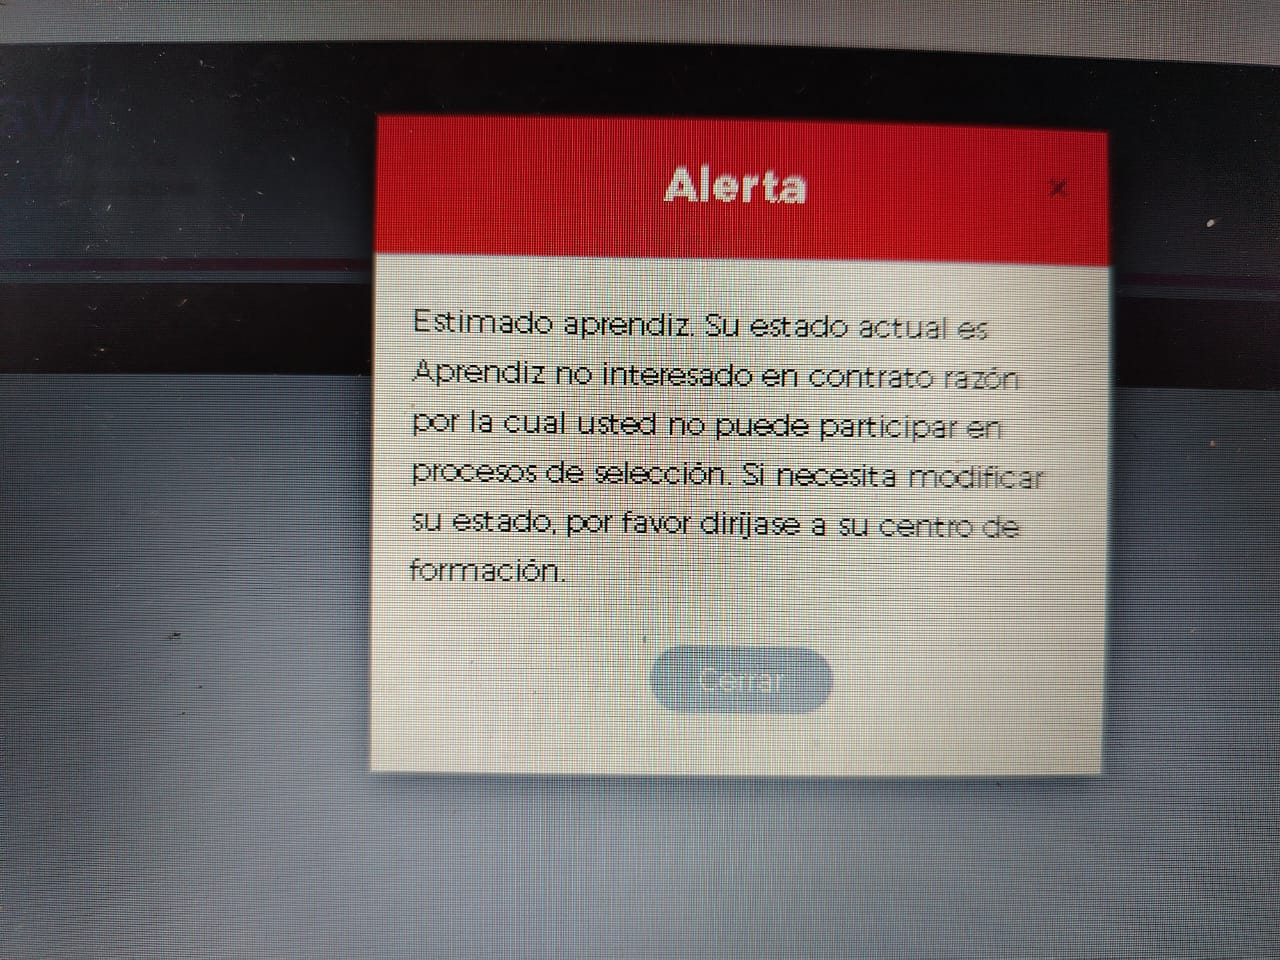 Alerta
×
Estimado aprendiz. Su estado actual es
Aprendiz no interesado en contrato razón
por la cual usted no puede participar en
procesos de selección. Si necesita modificar
su estado, por favor diríjase a su centro de
formación.
Cerrar